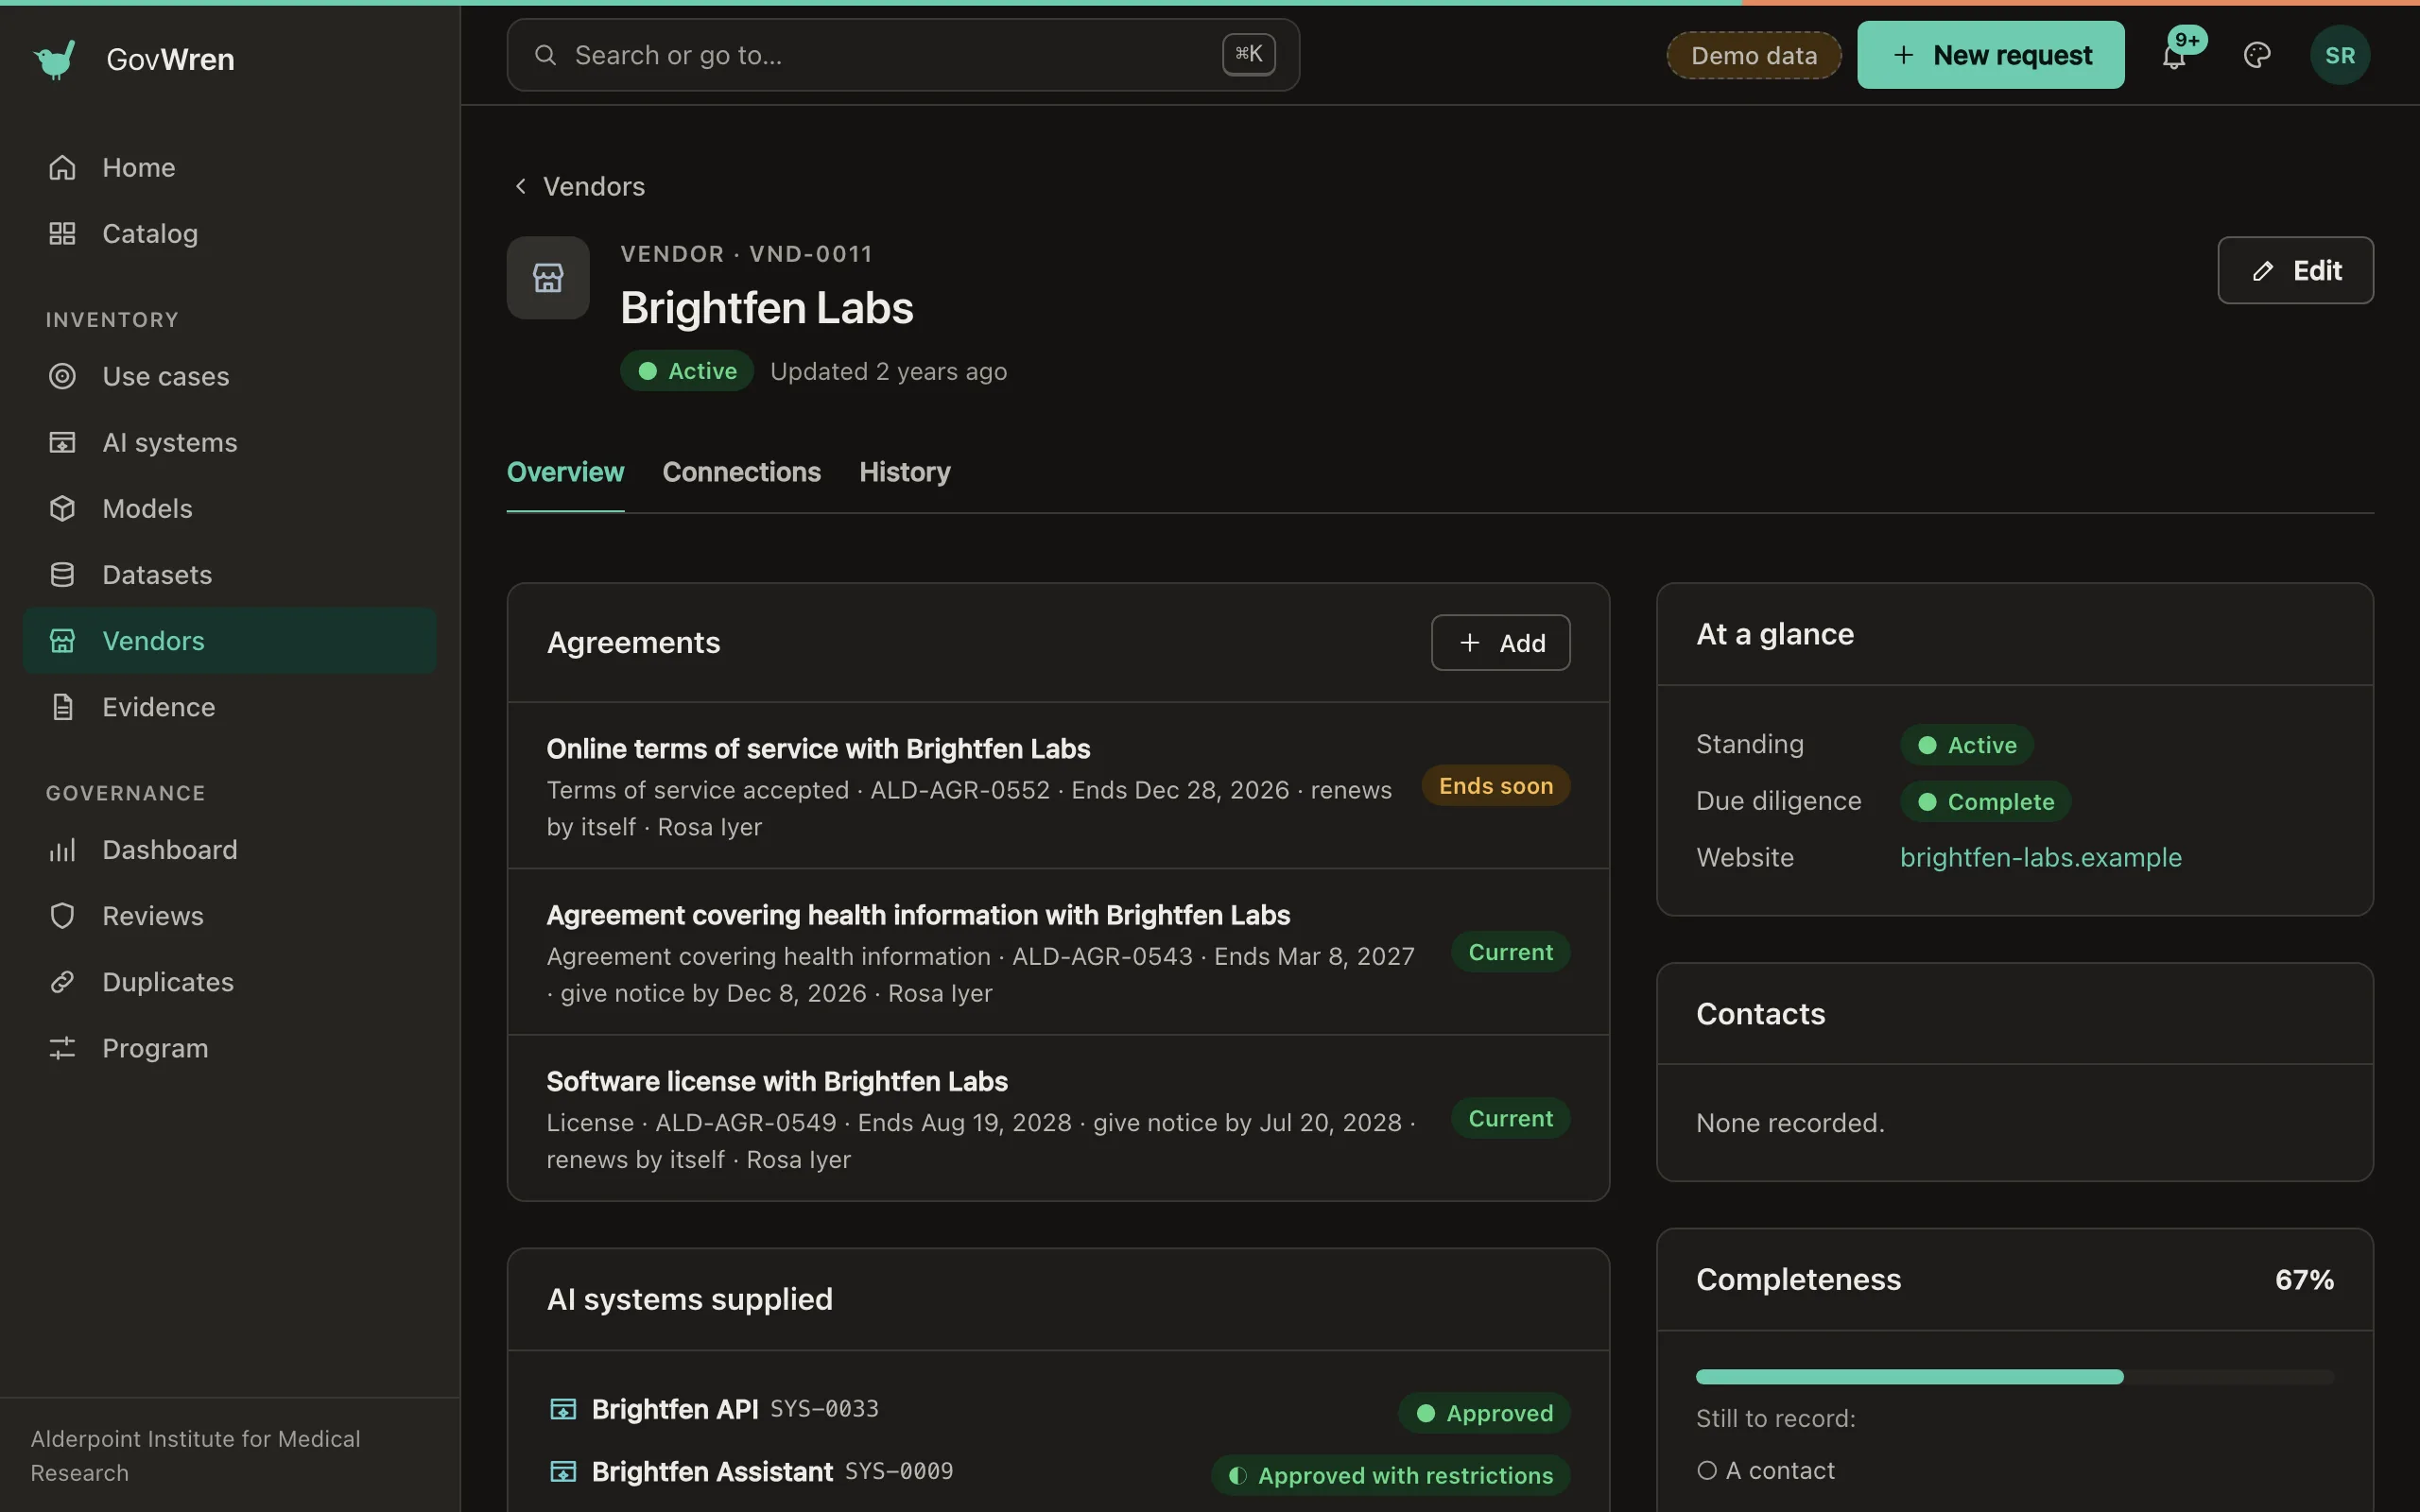 GovWren
Search or go to...
⌘K
Demo data
+ New request
9+
SR
Home
Catalog
INVENTORY
Use cases
AI systems
Models
Datasets
Vendors
Evidence
GOVERNANCE
Dashboard
Reviews
Duplicates
Program
Alderpoint Institute for Medical
Research
Vendors
VENDOR · VND-0011
Brightfen Labs
Active
Updated 2 years ago
Edit
Overview
Connections
History
Agreements
+ Add
Online terms of service with Brightfen Labs
Terms of service accepted · ALD-AGR-0552 · Ends Dec 28, 2026 · renews
by itself · Rosa Iyer
Ends soon
Agreement covering health information with Brightfen Labs
Agreement covering health information · ALD-AGR-0543 · Ends Mar 8, 2027
· give notice by Dec 8, 2026 · Rosa Iyer
Current
Software license with Brightfen Labs
License · ALD-AGR-0549 · Ends Aug 19, 2028 · give notice by Jul 20, 2028 ·
renews by itself · Rosa Iyer
Current
AI systems supplied
Brightfen API SYS-0033
Approved
Brightfen Assistant SYS-0009
Approved with restrictions
At a glance
Standing
Active
Due diligence
Complete
Website
brightfen-labs.example
Contacts
None recorded.
Completeness
67%
Still to record:
A contact